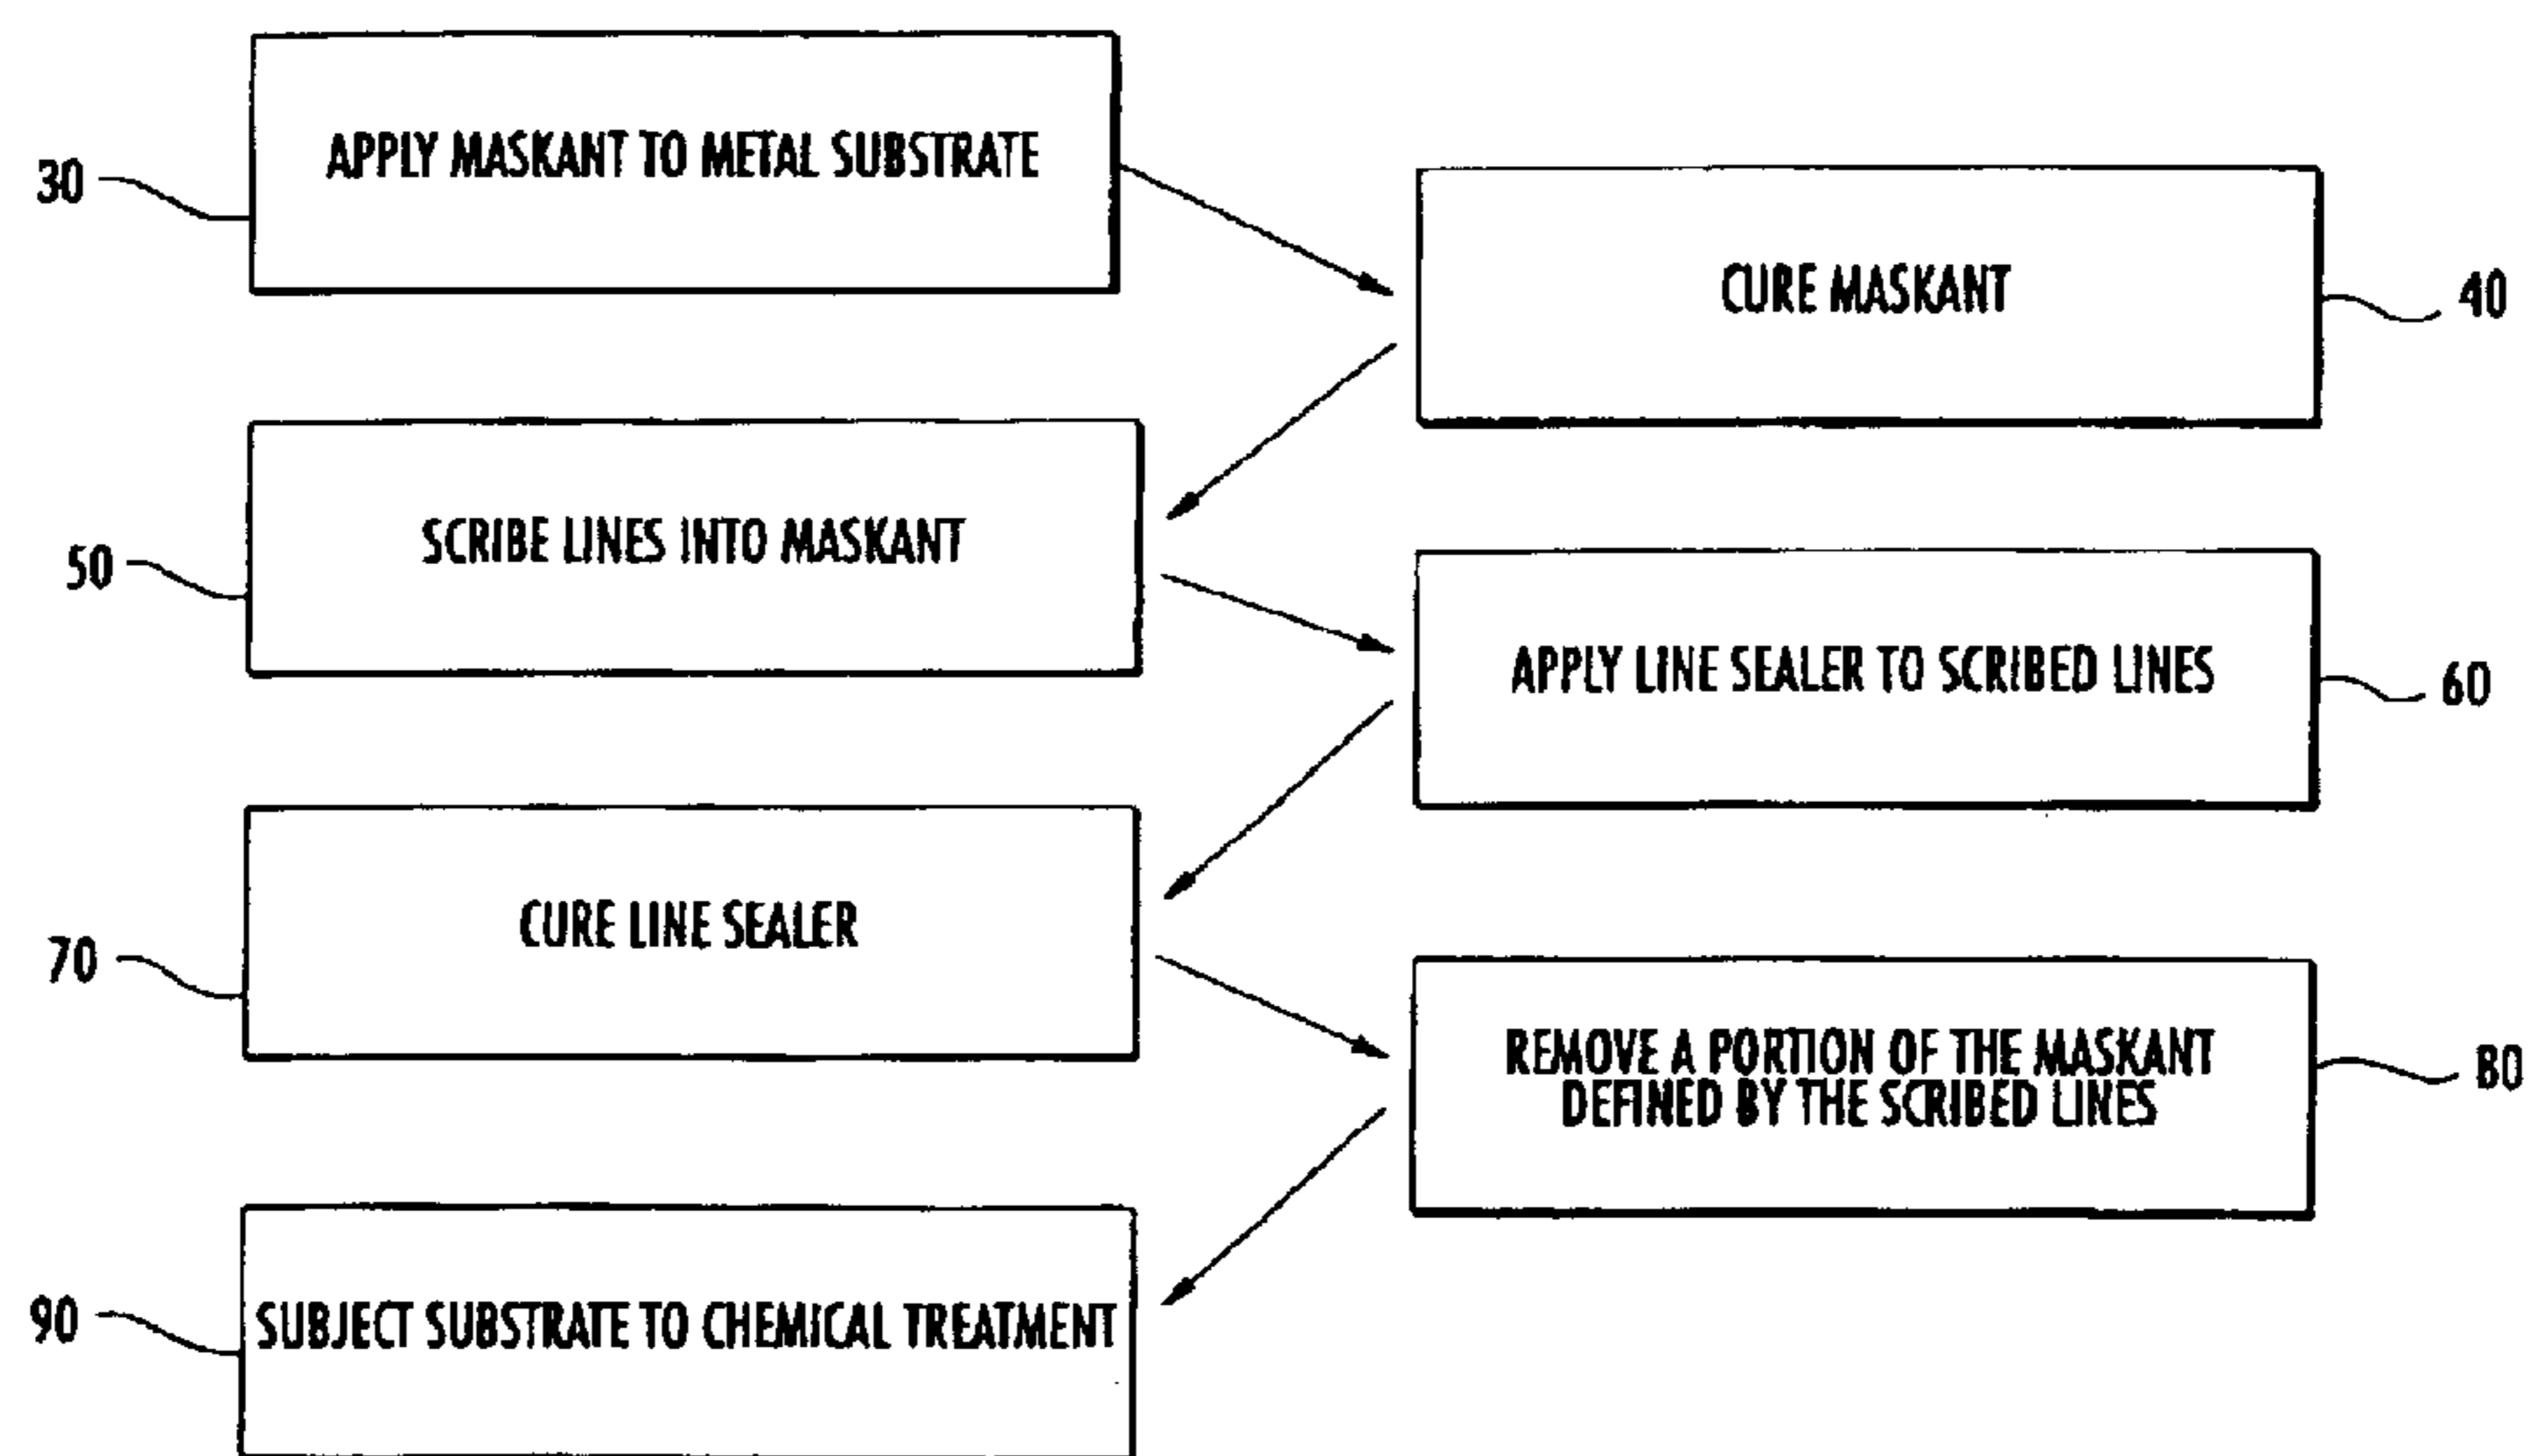 APPLY MASKANT TO METAL SUBSTRATE
30
CURE MASKANT
40
SCRIBE LINES INTO MASKANT
50
APPLY LINE SEALER TO SCRIBED LINES
60
CURE LINE SEALER
70
REMOVE A PORTION OF THE MASKANT
DEFINED BY THE SCRIBED LINES
80
SUBJECT SUBSTRATE TO CHEMICAL TREATMENT
90